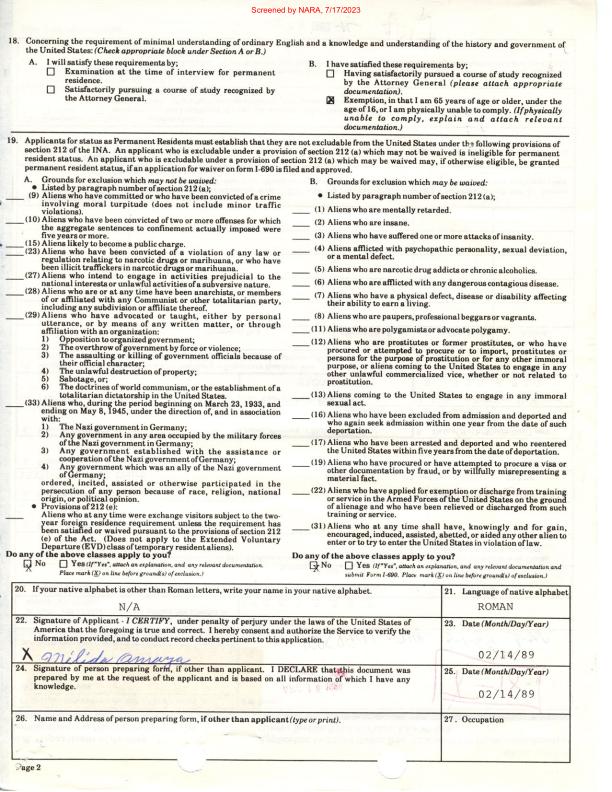 Screened by NARA, 7/17/2023
18. Concerning the requirement of minimal understanding of ordinary English and a knowledge and understanding of the history and government of
the United States: (Check appropriate block under Section A or B.)
A. I will satisfy these requirements by;
☐ Examination at the time of interview for permanent
residence.
☐ Satisfactorily pursuing a course of study recognized
by the Attorney General.
B. I have satisfied these requirements by;
☐ Having satisfactorily pursued a course of study recognized
by the Attorney General (please attach appropriate
documentation).
☒ Exemption, in that I am 65 years of age or older, under the
age of 16, or I am physically unable to comply. (If physically
unable to comply, explain and attach relevant
documentation.)
19. Applicants for status as Permanent Residents must establish that they are not excludable from the United States under the following provisions of
section 212 of the INA. An applicant who is excludable under a provision of section 212 (a) which may not be waived is ineligible for permanent
resident status. An applicant who is excludable under a provision of section 212 (a) which may be waived may, if otherwise eligible, be granted
permanent resident status, if an application for waiver on form I-690 is filed and approved.
A. Grounds for exclusion which may not be waived:
● Listed by paragraph number of section 212 (a);
(9) Aliens who have committed or who have been convicted of a crime
involving moral turpitude (does not include minor traffic
violations).
(10) Aliens who have been convicted of two or more offenses for which
the aggregate sentences to confinement actually imposed were
five years or more.
(15) Aliens likely to become a public charge.
(23) Aliens who have been convicted of a violation of any law or
regulation relating to narcotic drugs or marihuana, or who have
been illicit traffickers in narcotic drugs or marihuana.
(27) Aliens who intend to engage in activities prejudicial to the
national interests or unlawful activities of a subversive nature.
(28) Aliens who are or at any time have been anarchists, or members
of or affiliated with any Communist or other totalitarian party,
including any subdivision or affiliate thereof.
(29) Aliens who have advocated or taught, either by personal
utterance, or by means of any written matter, or through
affiliation with an organization:
1) Opposition to organized government;
2) The overthrow of government by force or violence;
3) The assaulting or killing of government officials because of
their official character;
4) The unlawful destruction of property;
5) Sabotage, or;
6) The doctrines of world communism, or the establishment of a
totalitarian dictatorship in the United States.
(33) Aliens who, during the period beginning on March 23, 1933, and
ending on May 8, 1945, under the direction of, and in association
with:
1) The Nazi government in Germany;
2) Any government in any area occupied by the military forces
of the Nazi government in Germany;
3) Any government established with the assistance or
cooperation of the Nazi government of Germany;
4) Any government which was an ally of the Nazi government
of Germany;
ordered, incited, assisted or otherwise participated in the
persecution of any person because of race, religion, national
origin, or political opinion.
● Provisions of 212 (e):
Aliens who at any time were exchange visitors subject to the two-
year foreign residence requirement unless the requirement has
been satisfied or waived pursuant to the provisions of section 212
(e) of the Act. (Does not apply to the Extended Voluntary
Departure (EVD) class of temporary resident aliens).
Do any of the above classes apply to you?
☒ No ☐ Yes (If "Yes", attach an explanation, and any relevant documentation.
Place mark (X) on line before ground(s) of exclusion.)
B. Grounds for exclusion which may be waived:
● Listed by paragraph number of section 212 (a);
(1) Aliens who are mentally retarded.
(2) Aliens who are insane.
(3) Aliens who have suffered one or more attacks of insanity.
(4) Aliens afflicted with psychopathic personality, sexual deviation,
or a mental defect.
(5) Aliens who are narcotic drug addicts or chronic alcoholics.
(6) Aliens who are afflicted with any dangerous contagious disease.
(7) Aliens who have a physical defect, disease or disability affecting
their ability to earn a living.
(8) Aliens who are paupers, professional beggars or vagrants.
(11) Aliens who are polygamists or advocate polygamy.
(12) Aliens who are prostitutes or former prostitutes, or who have
procured or attempted to procure or to import, prostitutes or
persons for the purpose of prostitution or for any other immoral
purpose, or aliens coming to the United States to engage in any
other unlawful commercialized vice, whether or not related to
prostitution.
(13) Aliens coming to the United States to engage in any immoral
sexual act.
(16) Aliens who have been excluded from admission and deported and
who again seek admission within one year from the date of such
deportation.
(17) Aliens who have been arrested and deported and who reentered
the United States within five years from the date of deportation.
(19) Aliens who have procured or have attempted to procure a visa or
other documentation by fraud, or by willfully misrepresenting a
material fact.
(22) Aliens who have applied for exemption or discharge from training
or service in the Armed Forces of the United States on the ground
of alienage and who have been relieved or discharged from such
training or service.
(31) Aliens who at any time shall have, knowingly and for gain,
encouraged, induced, assisted, abetted, or aided any other alien to
enter or to try to enter the United States in violation of law.
Do any of the above classes apply to you?
☒ No ☐ Yes (If "Yes", attach an explanation, and any relevant documentation and
submit Form I-690. Place mark (X) on line before ground(s) of exclusion.)
20. If your native alphabet is other than Roman letters, write your name in your native alphabet.
N/A
21. Language of native alphabet
ROMAN
22. Signature of Applicant - I CERTIFY, under penalty of perjury under the laws of the United States of
America that the foregoing is true and correct. I hereby consent and authorize the Service to verify the
information provided, and to conduct record checks pertinent to this application.
X Milida Amaya
23. Date (Month/Day/Year)
02/14/89
24. Signature of person preparing form, if other than applicant. I DECLARE that this document was
prepared by me at the request of the applicant and is based on all information of which I have any
knowledge.
25. Date (Month/Day/Year)
02/14/89
26. Name and Address of person preparing form, if other than applicant (type or print).
27. Occupation
Page 2